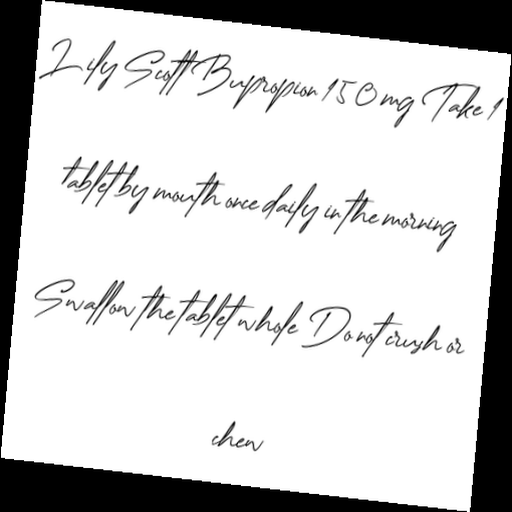 Lily Scott Bupropion 150 mg Take 1
tablet by mouth once daily in the morning
Swallow the tablet whole Do not crush or
chew